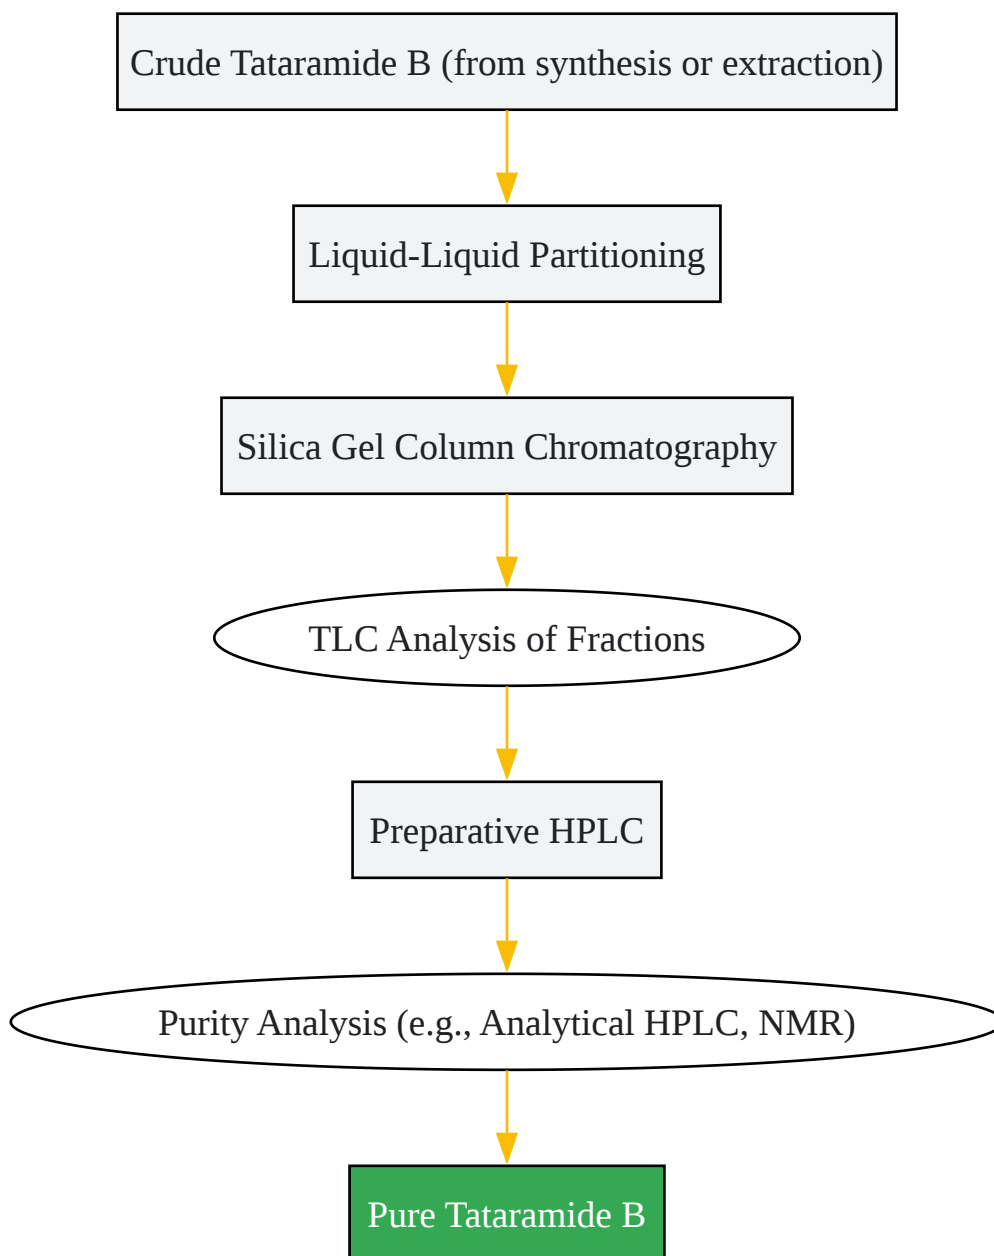 Crude Tataramide B (from synthesis or extraction)
Liquid-Liquid Partitioning
Silica Gel Column Chromatography
TLC Analysis of Fractions
Preparative HPLC
Purity Analysis (e.g., Analytical HPLC, NMR)
Pure Tataramide B